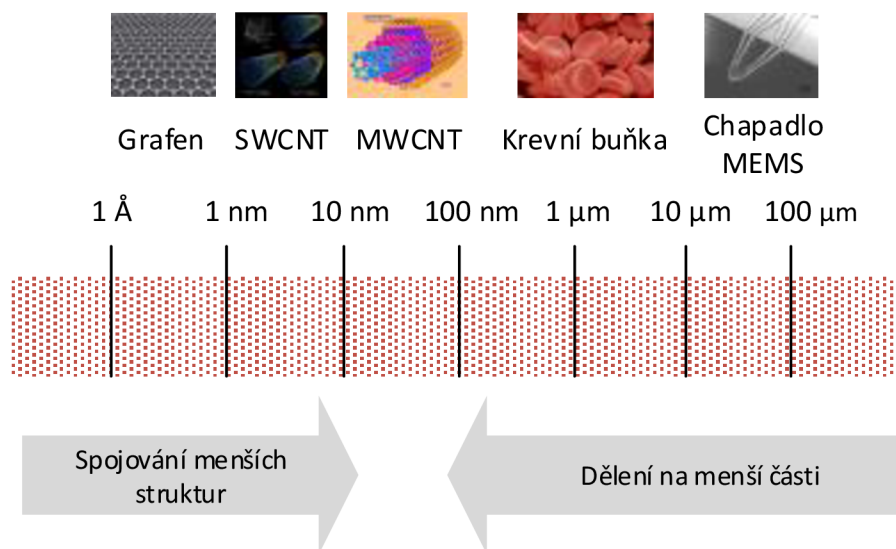 Grafen SWCNT MWCNT Krevní buňka Chapadlo
MEMS
1 Å 1 nm 10 nm 100 nm 1 µm 10 µm 100 µm
Spojování menších
struktur
Dělení na menší části